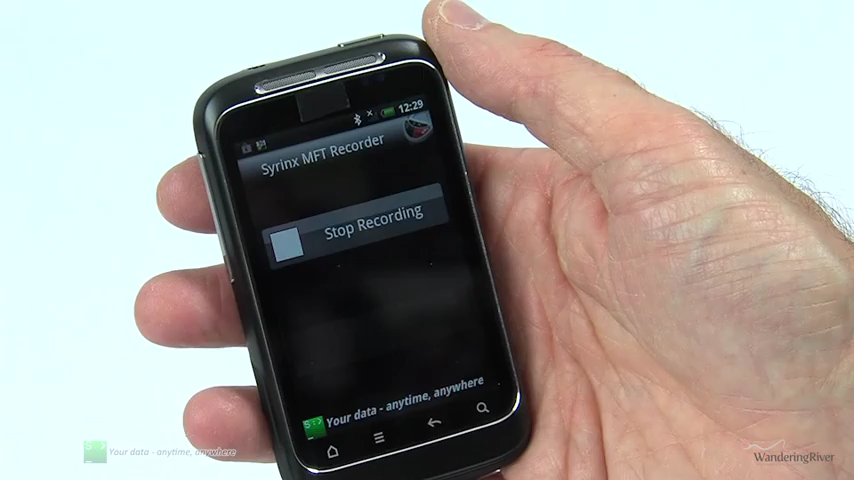 12:29
Syrinx MFT Recorder
Stop Recording
Your data - anytime, anywhere
Your data - anytime, anywhere
WanderingRiver